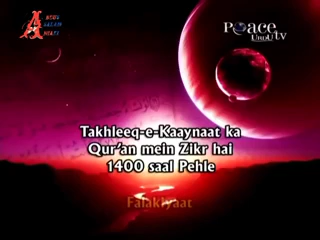 Peace
URDU tv
Takhleeq-e-Kaaynaat ka
Qur'an mein Zikr hai
1400 saal Pehle
Falakiyaat